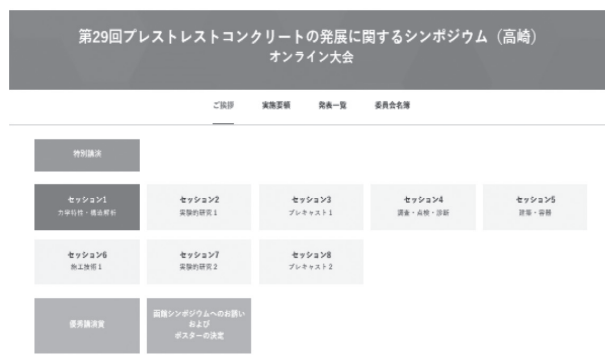 第29回プレストレストコンクリートの発展に関するシンポジウム（高崎）
オンライン大会
ご挨拶 実施要領 発表一覧 委員会名簿
特別講演
セッション1 セッション2 セッション3 セッション4 セッション5
力学特性・構造解析 実験的研究1 プレキャスト1 調査・点検・診断 建築・容器
セッション6 セッション7 セッション8
施工技術1 実験的研究2 プレキャスト2
優秀講演賞
函館シンポジウムへのお誘い
および
ポスターの決定